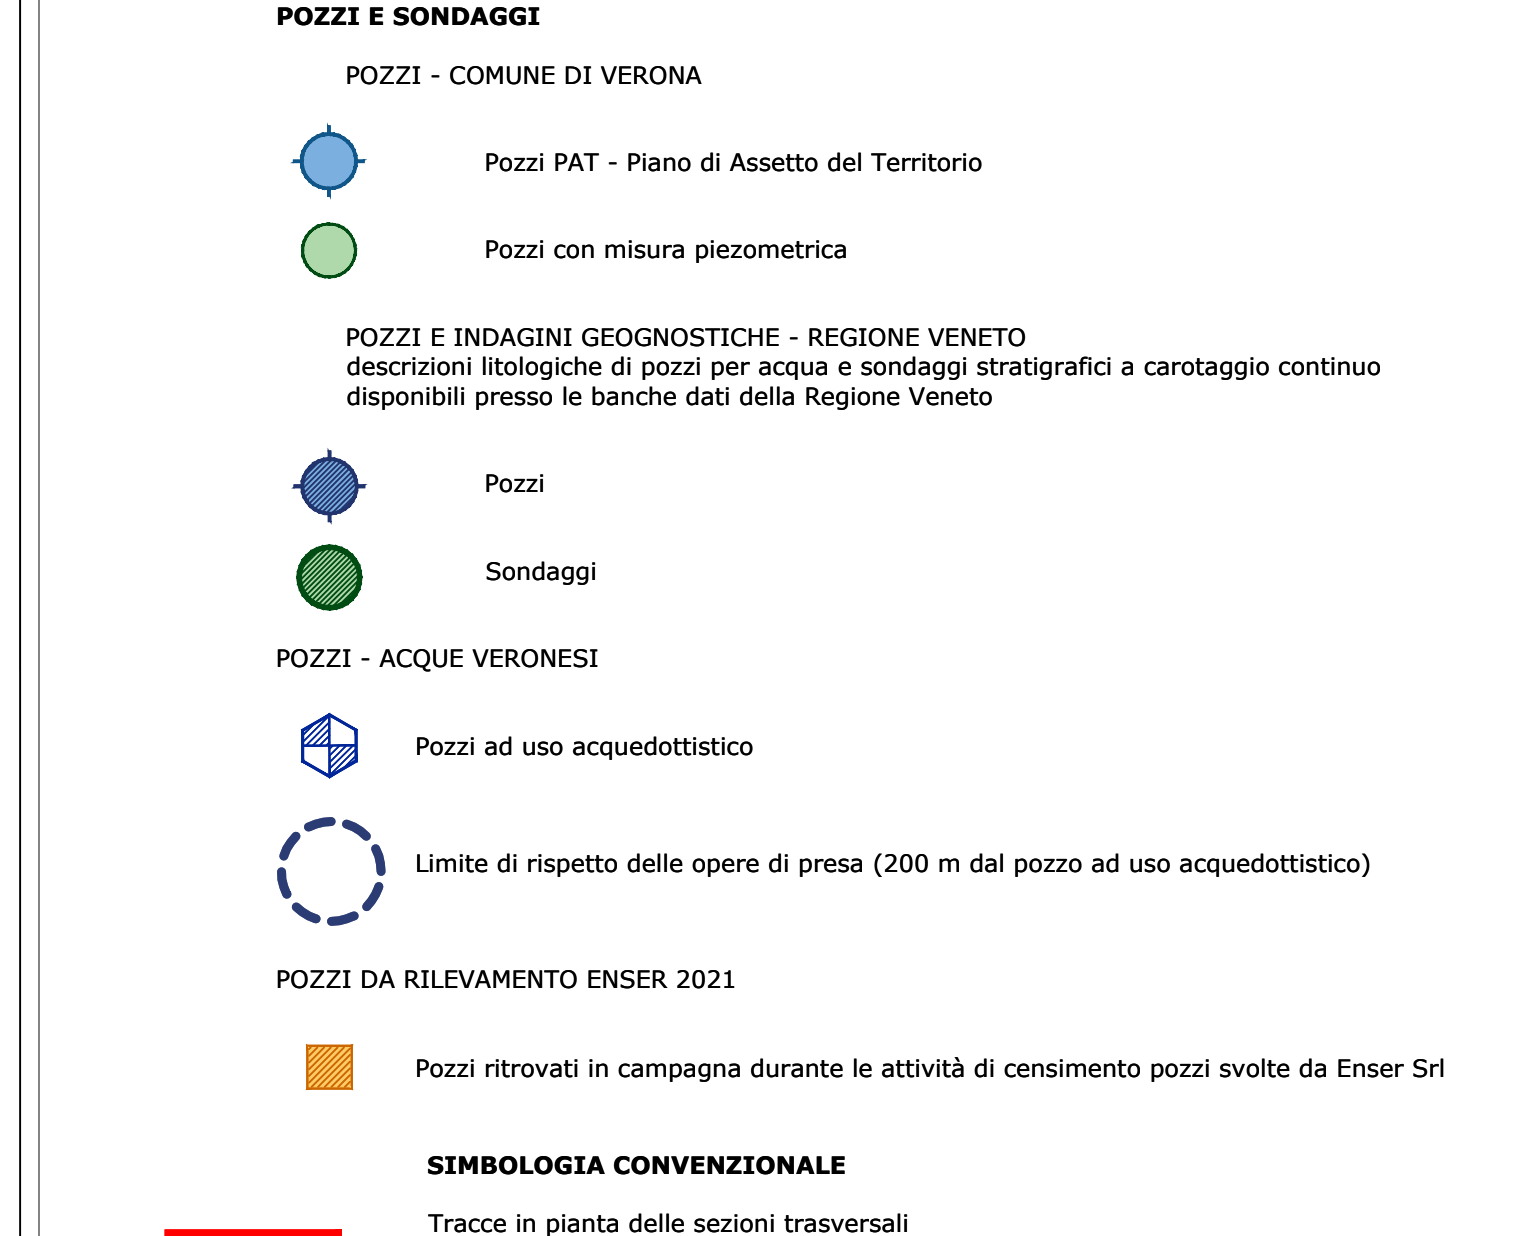 POZZI E SONDAGGI
POZZI - COMUNE DI VERONA
Pozzi PAT - Piano di Assetto del Territorio
Pozzi con misura piezometrica
POZZI E INDAGINI GEOGNOSTICHE - REGIONE VENETO
descrizioni litologiche di pozzi per acqua e sondaggi stratigrafici a carotaggio continuo
disponibili presso le banche dati della Regione Veneto
Pozzi
Sondaggi
POZZI - ACQUE VERONESI
Pozzi ad uso acquedottistico
Limite di rispetto delle opere di presa (200 m dal pozzo ad uso acquedottistico)
POZZI DA RILEVAMENTO ENSER 2021
Pozzi ritrovati in campagna durante le attività di censimento pozzi svolte da Enser Srl
SIMBOLOGIA CONVENZIONALE
Tracce in pianta delle sezioni trasversali